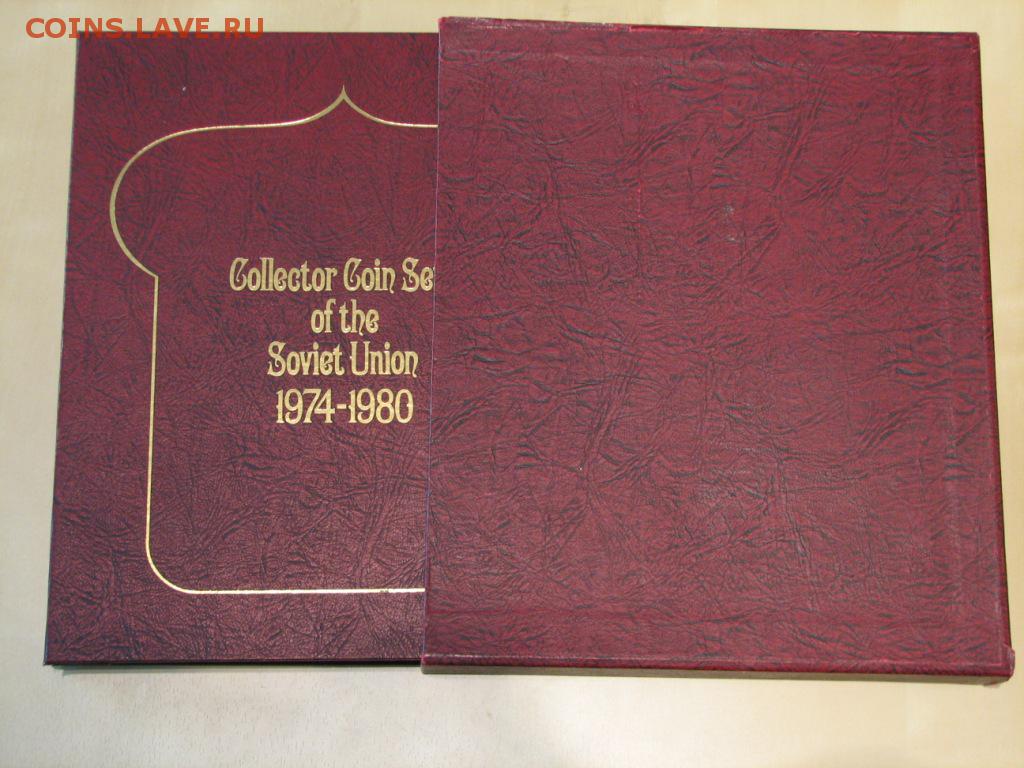 COINS.LAVE.RU
Collector Coin Se
of the
Soviet Union
1974-1980